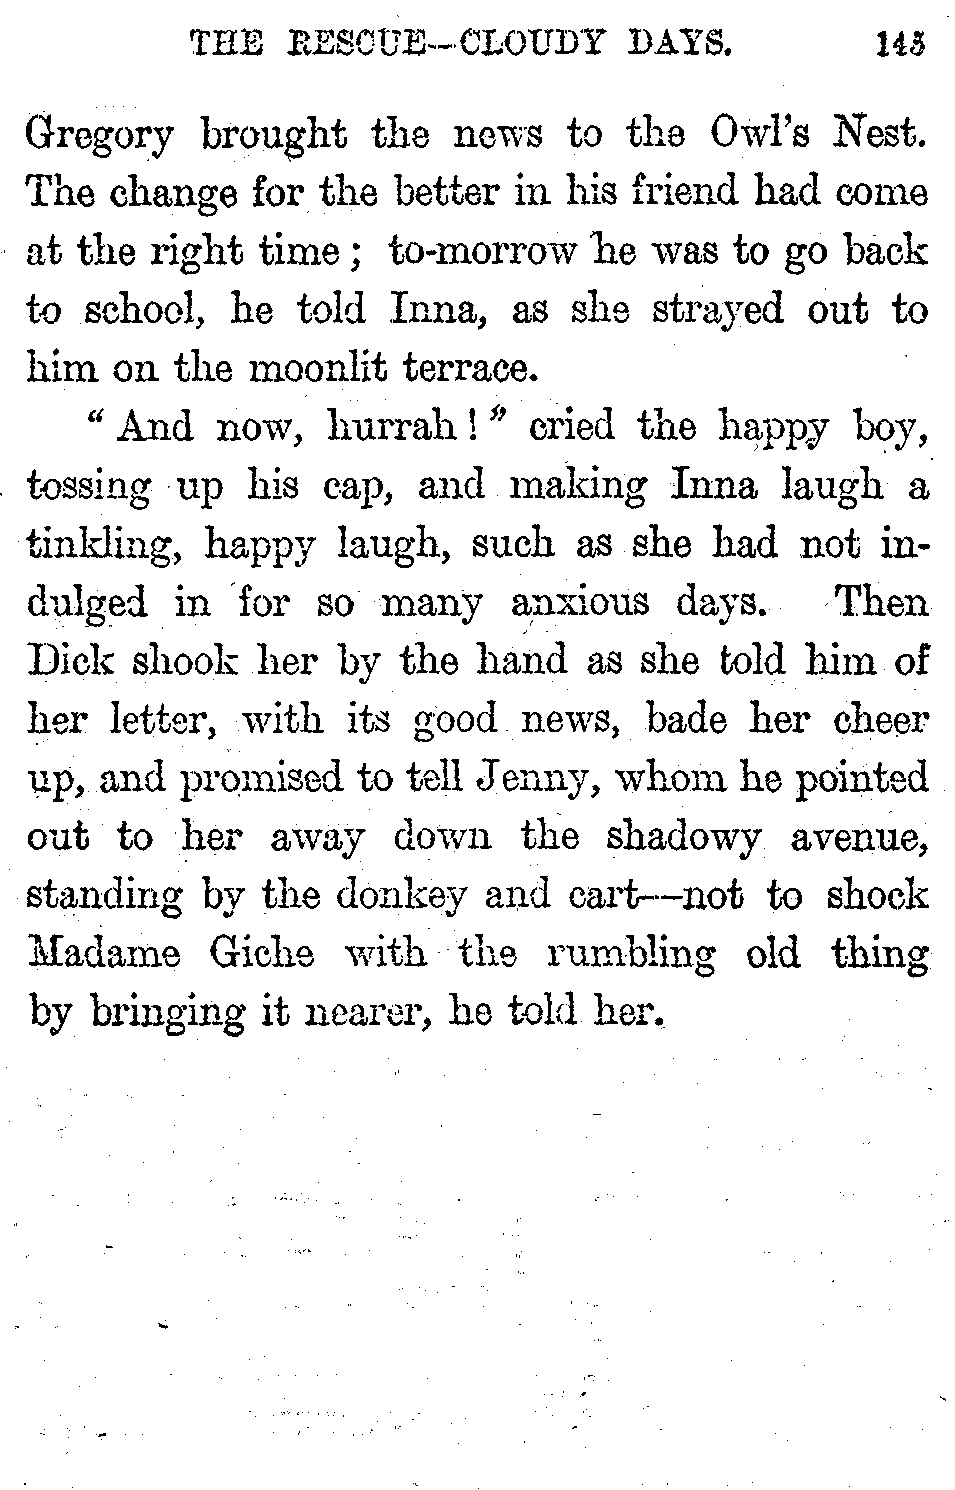 THE RESCUE—CLOUDY DAYS. 143
Gregory brought the news to the Owl's Nest.
The change for the better in his friend had come
at the right time; to-morrow he was to go back
to school, he told Inna, as she strayed out to
him on the moonlit terrace.
"And now, hurrah!" cried the happy boy,
tossing up his cap, and making Inna laugh a
tinkling, happy laugh, such as she had not in-
dulged in for so many anxious days. Then
Dick shook her by the hand as she told him of
her letter, with its good news, bade her cheer
up, and promised to tell Jenny, whom he pointed
out to her away down the shadowy avenue,
standing by the donkey and cart—not to shock
Madame Giche with the rumbling old thing
by bringing it nearer, he told her.